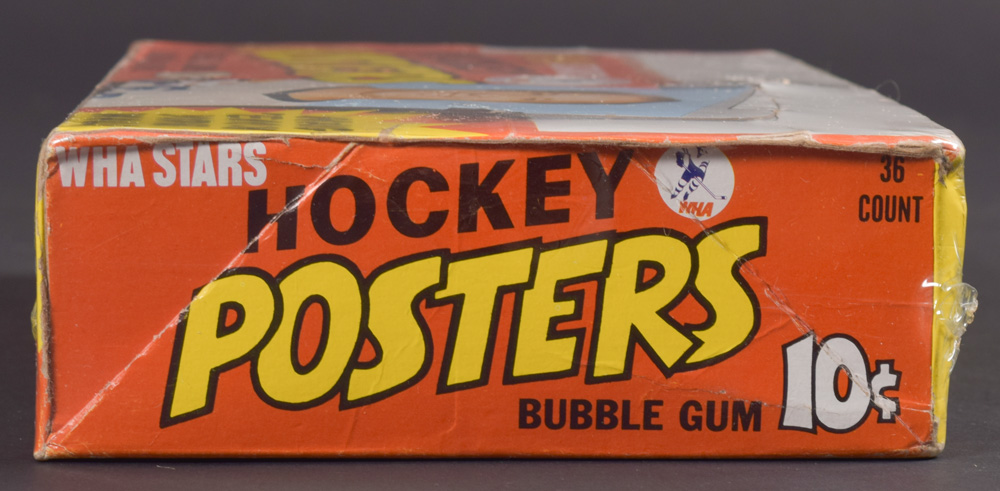 WHA STARS
HOCKEY
POSTERS
BUBBLE GUM
10¢
WHA
36
COUNT